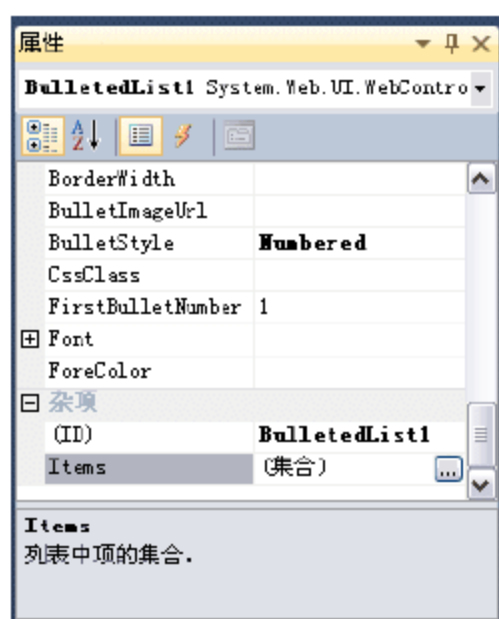 属性
BulletedList1 System.Web.UI.WebContro
BorderWidth
BulletImageUrl
BulletStyle Numbered
CssClass
FirstBulletNumber 1
Font
ForeColor
杂项
(ID) BulletedList1
Items (集合) ...
Items
列表中项的集合.